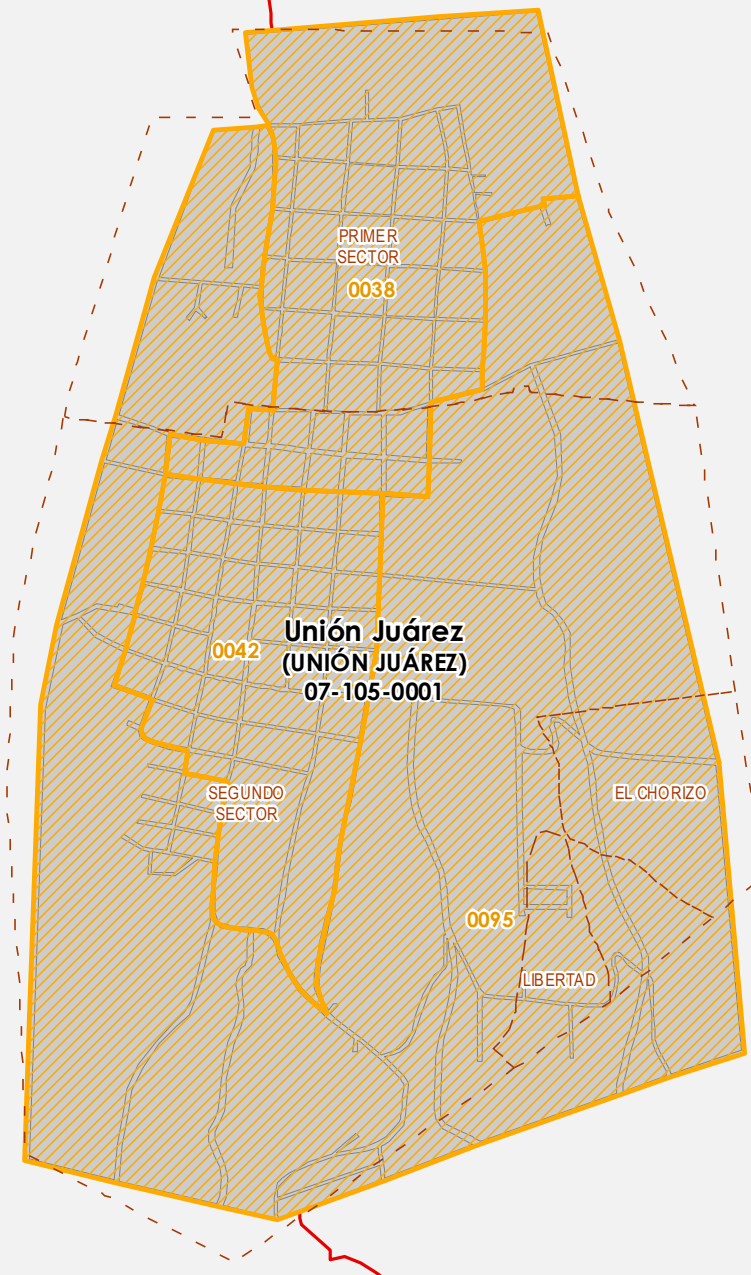 PRIMER
SECTOR
0038
Unión Juárez
(UNIÓN JUÁREZ)
07-105-0001
0042
SEGUNDO
SECTOR
EL CHORIZO
0095
LIBERTAD